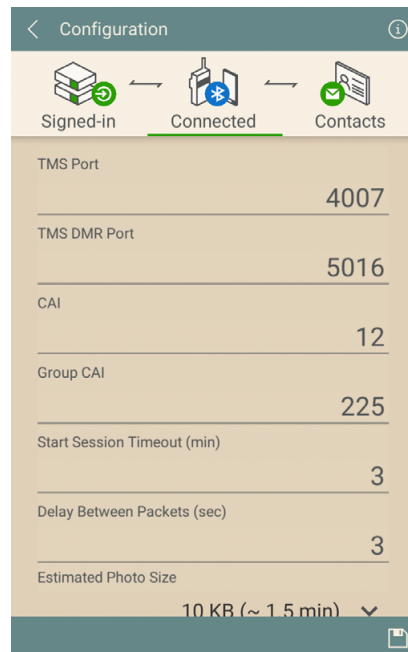 Configuration
Signed-in
Connected
Contacts
TMS Port
4007
TMS DMR Port
5016
CAI
12
Group CAI
225
Start Session Timeout (min)
3
Delay Between Packets (sec)
3
Estimated Photo Size
10 KB (~ 1.5 min)